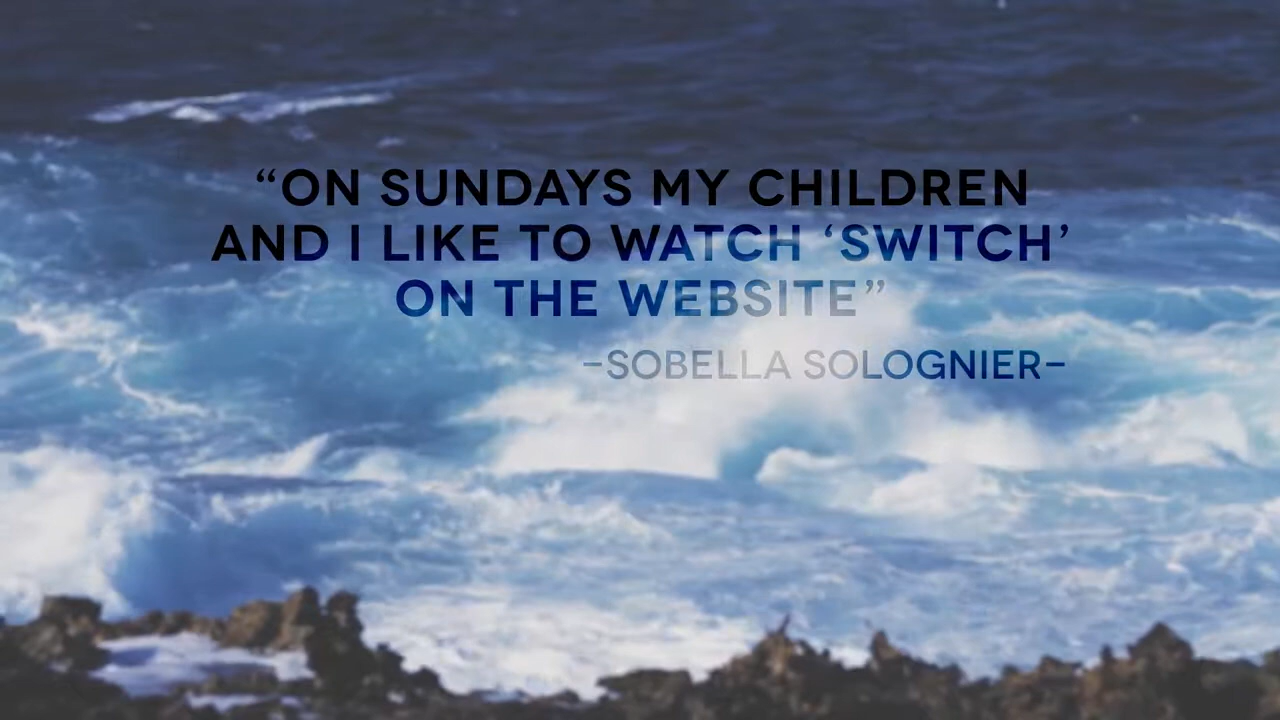 “ON SUNDAYS MY CHILDREN
AND I LIKE TO WATCH ‘SWITCH’
ON THE WEBSITE”
–SOBELLA SOLOGNIER–